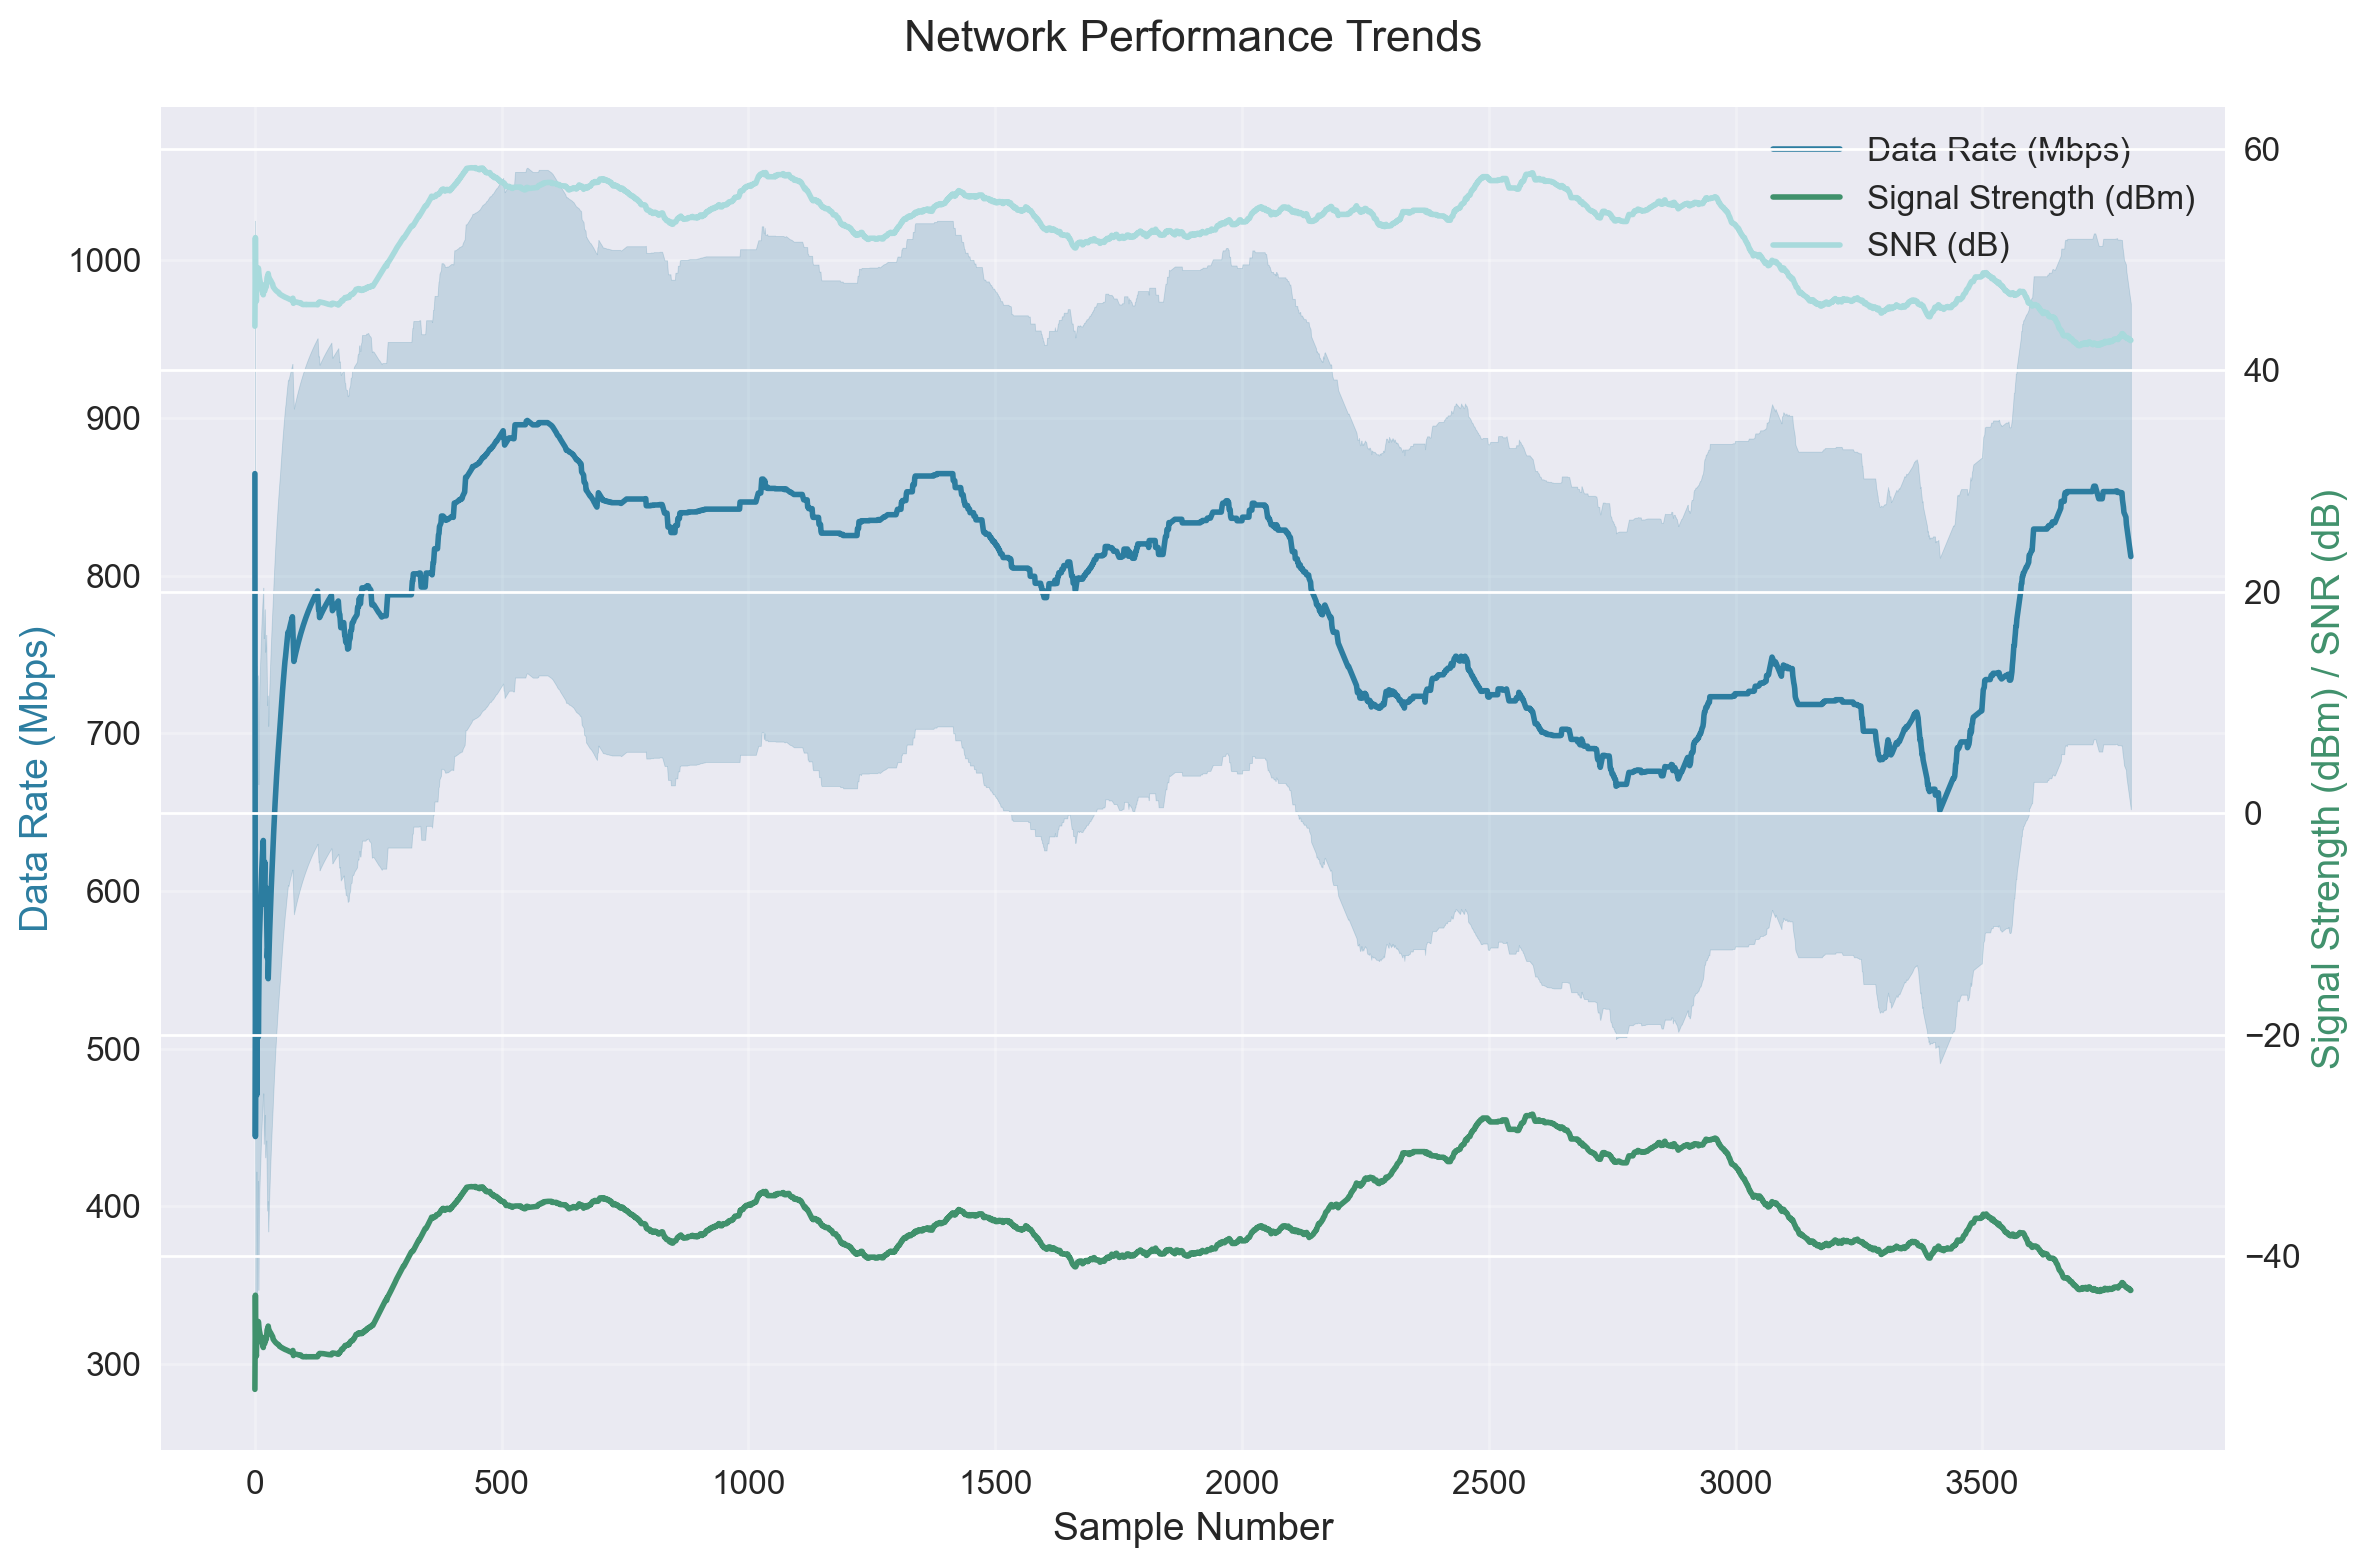 Network Performance Trends
Data Rate (Mbps)
Signal Strength (dBm)
SNR (dB)
1000
900
800
700
600
500
400
300
Data Rate (Mbps)
60
40
20
0
−20
−40
Signal Strength (dBm) / SNR (dB)
0 500 1000 1500 2000 2500 3000 3500
Sample Number